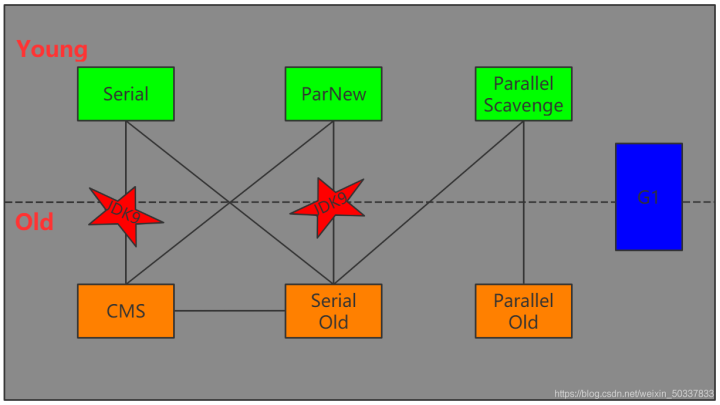 Young
Serial
ParNew
Parallel
Scavenge
JDK9
JDK9
G1
Old
CMS
Serial
Old
Parallel
Old
https://blog.csdn.net/weixin_50337833